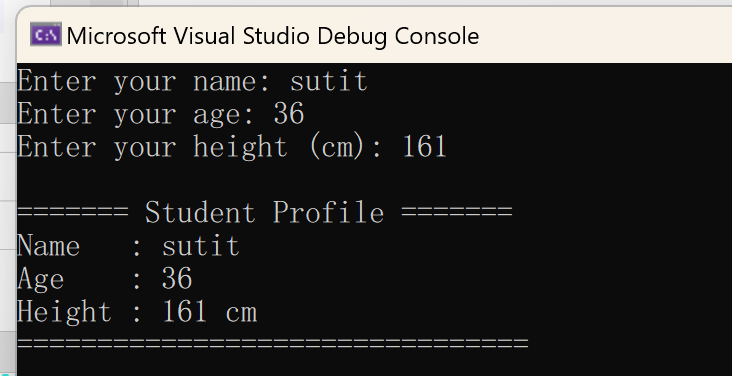 Microsoft Visual Studio Debug Console
Enter your name: sutit
Enter your age: 36
Enter your height (cm): 161

======= Student Profile =======
Name   : sutit
Age    : 36
Height : 161 cm
================================